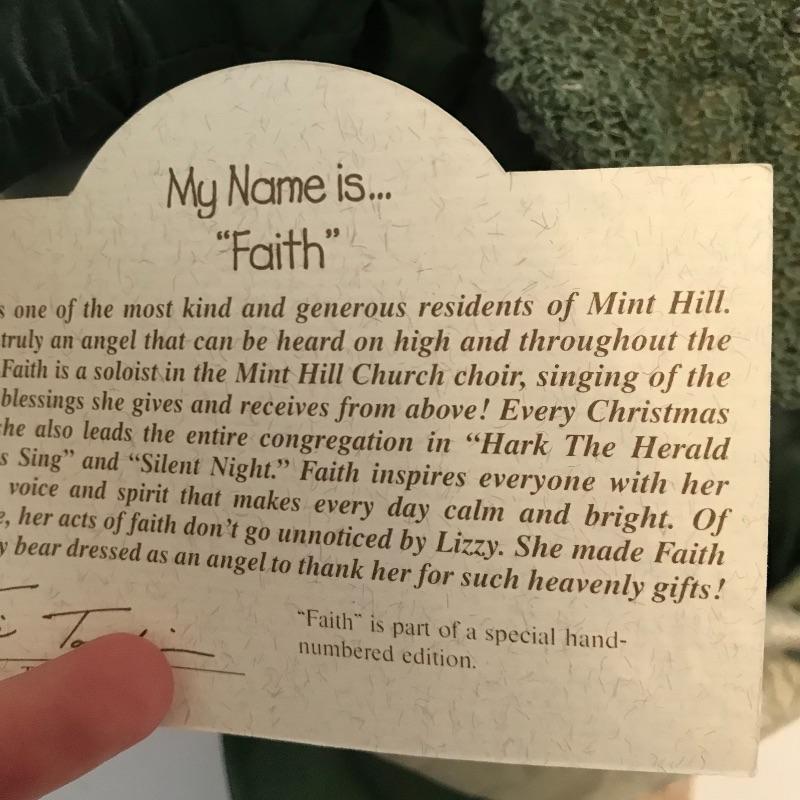 My Name is...
“Faith”
one of the most kind and generous residents of Mint Hill.
truly an angel that can be heard on high and throughout the
Faith is a soloist in the Mint Hill Church choir, singing of the
blessings she gives and receives from above! Every Christmas
he also leads the entire congregation in “Hark The Herald
s Sing” and “Silent Night.” Faith inspires everyone with her
voice and spirit that makes every day calm and bright. Of
e, her acts of faith don’t go unnoticed by Lizzy. She made Faith
y bear dressed as an angel to thank her for such heavenly gifts!
“Faith” is part of a special hand-
numbered edition.